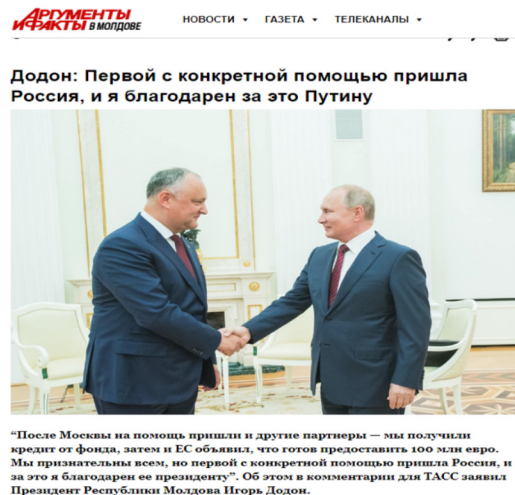 АРГУМЕНТЫ
И ФАКТЫ В МОЛДОВЕ
НОВОСТИ
ГАЗЕТА
ТЕЛЕКАНАЛЫ
Додон: Первой с конкретной помощью пришла
Россия, и я благодарен за это Путину
“После Москвы на помощь пришли и другие партнеры — мы получили
кредит от фонда, затем и ЕС объявил, что готов предоставить 100 млн евро.
Мы признательны всем, но первой с конкретной помощью пришла Россия, и
за это я благодарен ее президенту”. Об этом в комментарии для ТАСС заявил
Президент Республики Молдова Игорь Додон.